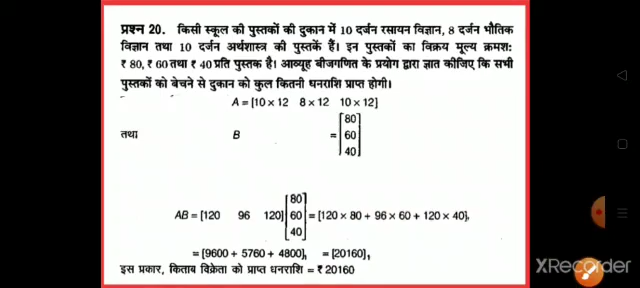 प्रश्न 20. किसी स्कूल की पुस्तकों की दुकान में 10 दर्जन रसायन विज्ञान, 8 दर्जन भौतिक
विज्ञान तथा 10 दर्जन अर्थशास्त्र की पुस्तकें हैं। इन पुस्तकों का विक्रय मूल्य क्रमशः
₹ 80, ₹ 60 तथा ₹ 40 प्रति पुस्तक है। आव्यूह बीजगणित के प्रयोग द्वारा ज्ञात कीजिए कि सभी
पुस्तकों को बेचने से दुकान को कुल कितनी धनराशि प्राप्त होगी।
A = [10 × 12 8 × 12 10 × 12]
तथा B = [80 60 40]
AB = [120 96 120] [80 60 40] = [120 × 80 + 96 × 60 + 120 × 40],
= [9600 + 5760 + 4800], = [20160],
इस प्रकार, किताब विक्रेता को प्राप्त धनराशि = ₹ 20160
XRecorder